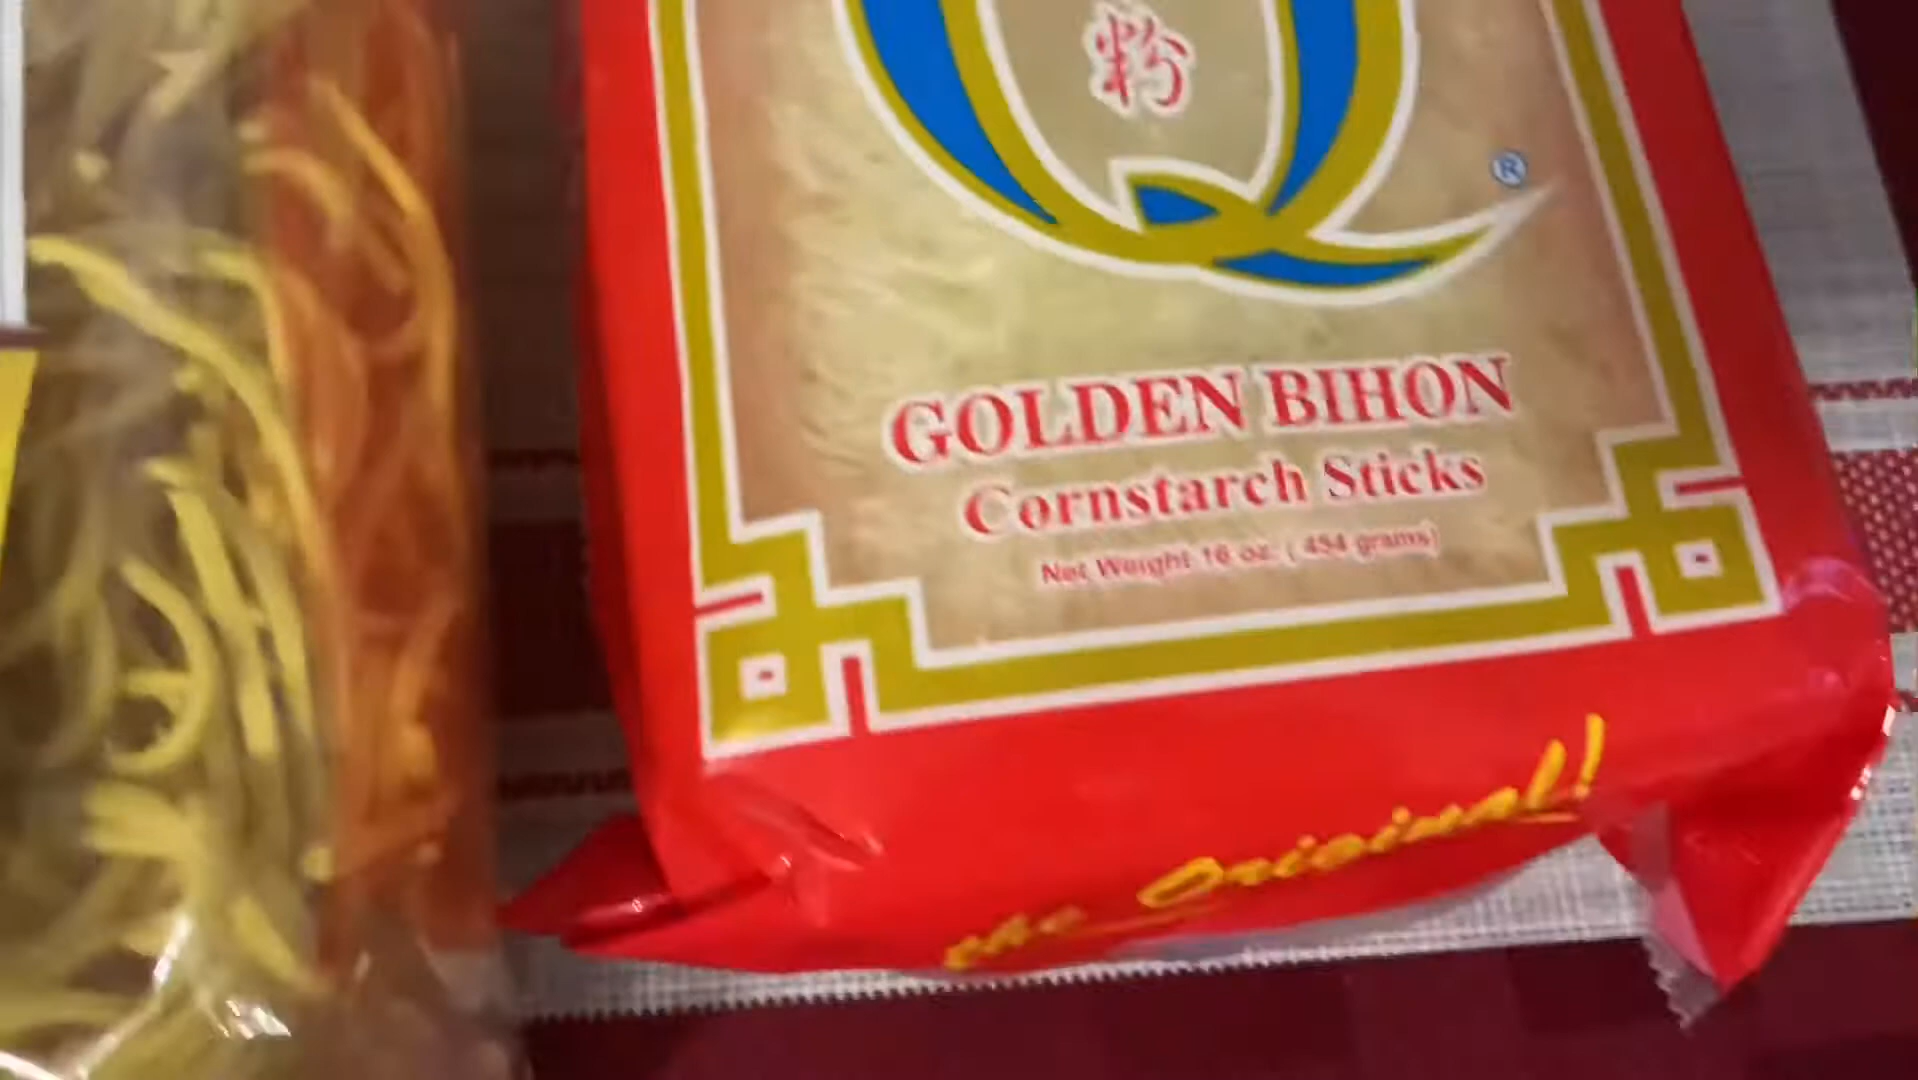 粉
®
GOLDEN BIHON
Cornstarch Sticks
Net Weight 16 oz. ( 454 grams)
the Original!